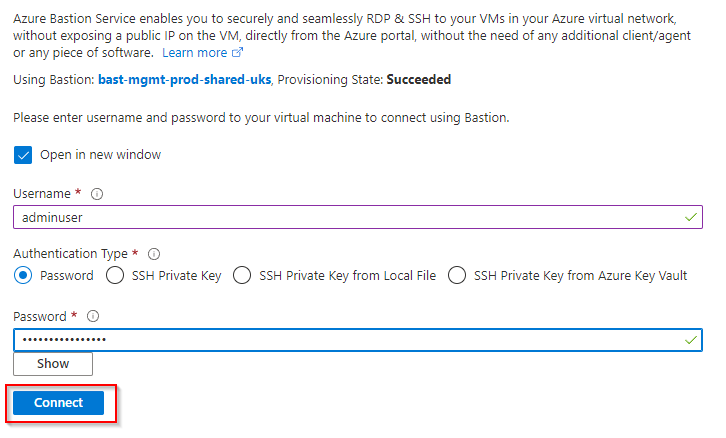 Azure Bastion Service enables you to securely and seamlessly RDP & SSH to your VMs in your Azure virtual network,
without exposing a public IP on the VM, directly from the Azure portal, without the need of any additional client/agent
or any piece of software. Learn more
Using Bastion: bast-mgmt-prod-shared-uks, Provisioning State: Succeeded
Please enter username and password to your virtual machine to connect using Bastion.
Open in new window
Username *
adminuser
Authentication Type *
Password SSH Private Key SSH Private Key from Local File SSH Private Key from Azure Key Vault
Password *
••••••••••••••••
Show
Connect